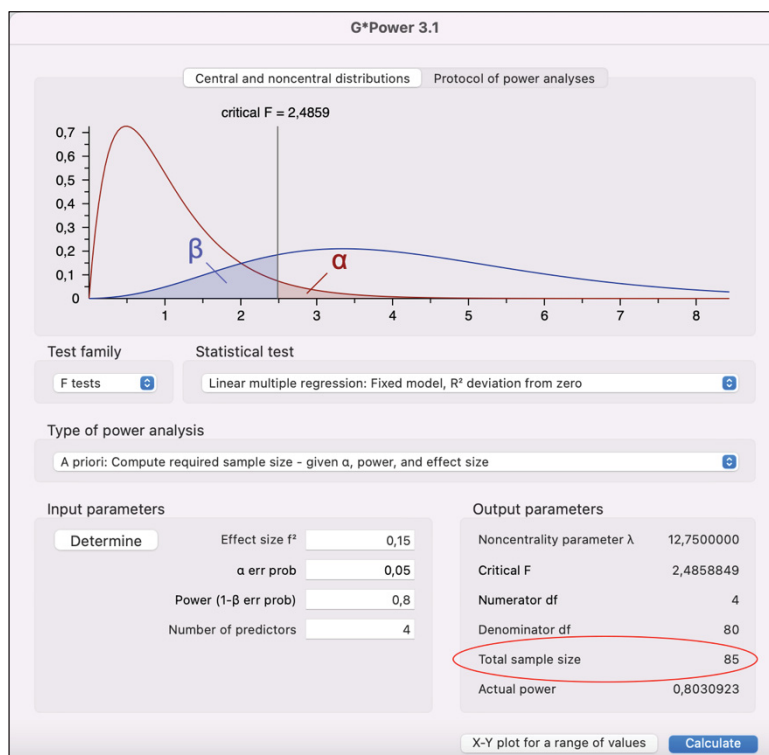 G*Power 3.1
Central and noncentral distributions Protocol of power analyses
critical F = 2,4859
0,7
0,6
0,5
0,4
0,3
0,2
0,1
0
β
α
1 2 3 4 5 6 7 8
Test family Statistical test
F tests Linear multiple regression: Fixed model, R² deviation from zero
Type of power analysis
A priori: Compute required sample size - given α, power, and effect size
Input parameters Output parameters
Determine Effect size f² 0,15 Noncentrality parameter λ 12,7500000
α err prob 0,05 Critical F 2,4858849
Power (1-β err prob) 0,8 Numerator df 4
Number of predictors 4 Denominator df 80
Total sample size 85
Actual power 0,8030923
X-Y plot for a range of values Calculate